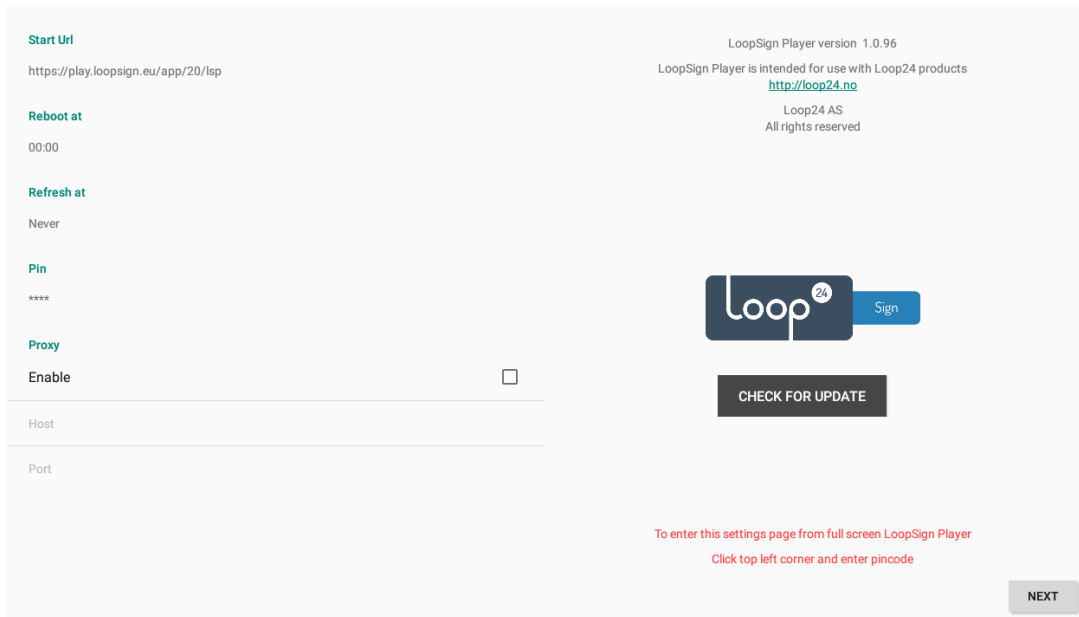 Start Url
https://play.loopsign.eu/app/20/lsp
Reboot at
00:00
Refresh at
Never
Pin
****
Proxy
Enable
Host
Port
LoopSign Player version 1.0.96
LoopSign Player is intended for use with Loop24 products
http://loop24.no
Loop24 AS
All rights reserved
Loop 24 Sign
CHECK FOR UPDATE
To enter this settings page from full screen LoopSign Player
Click top left corner and enter pincode
NEXT